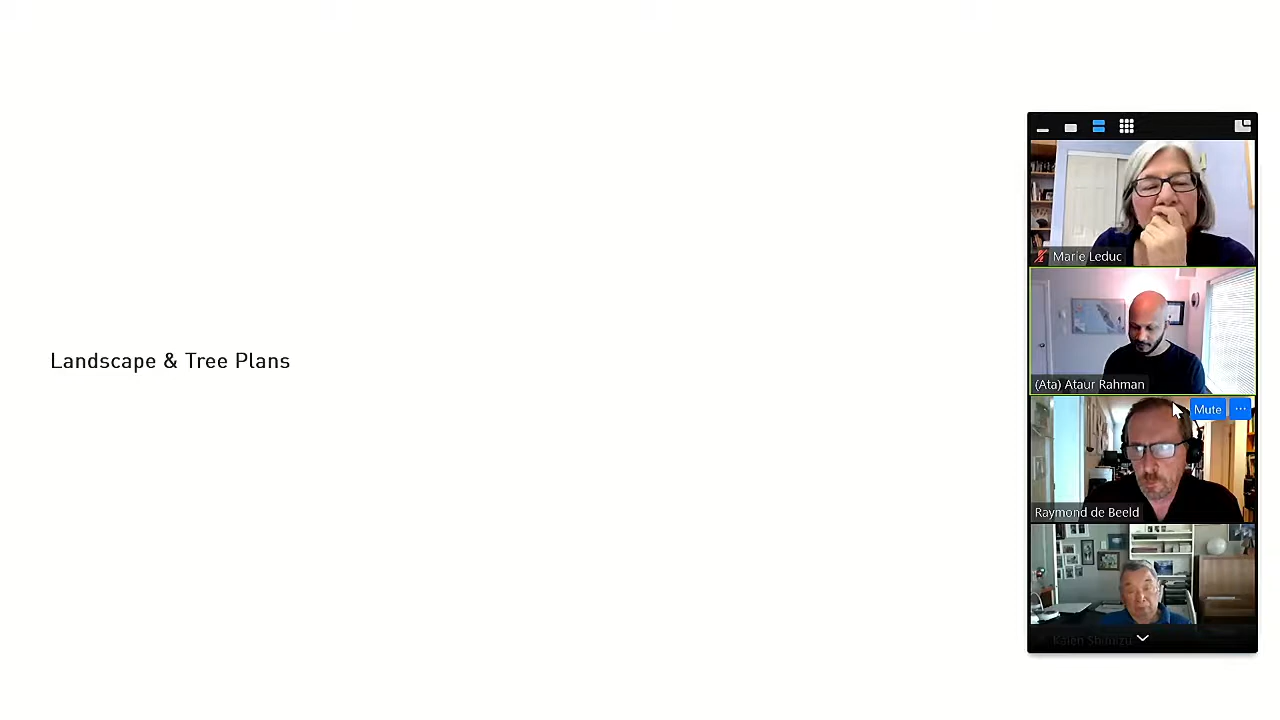 Landscape & Tree Plans
Marie Leduc
(Ata) Ataur Rahman
Mute ...
Raymond de Beeld